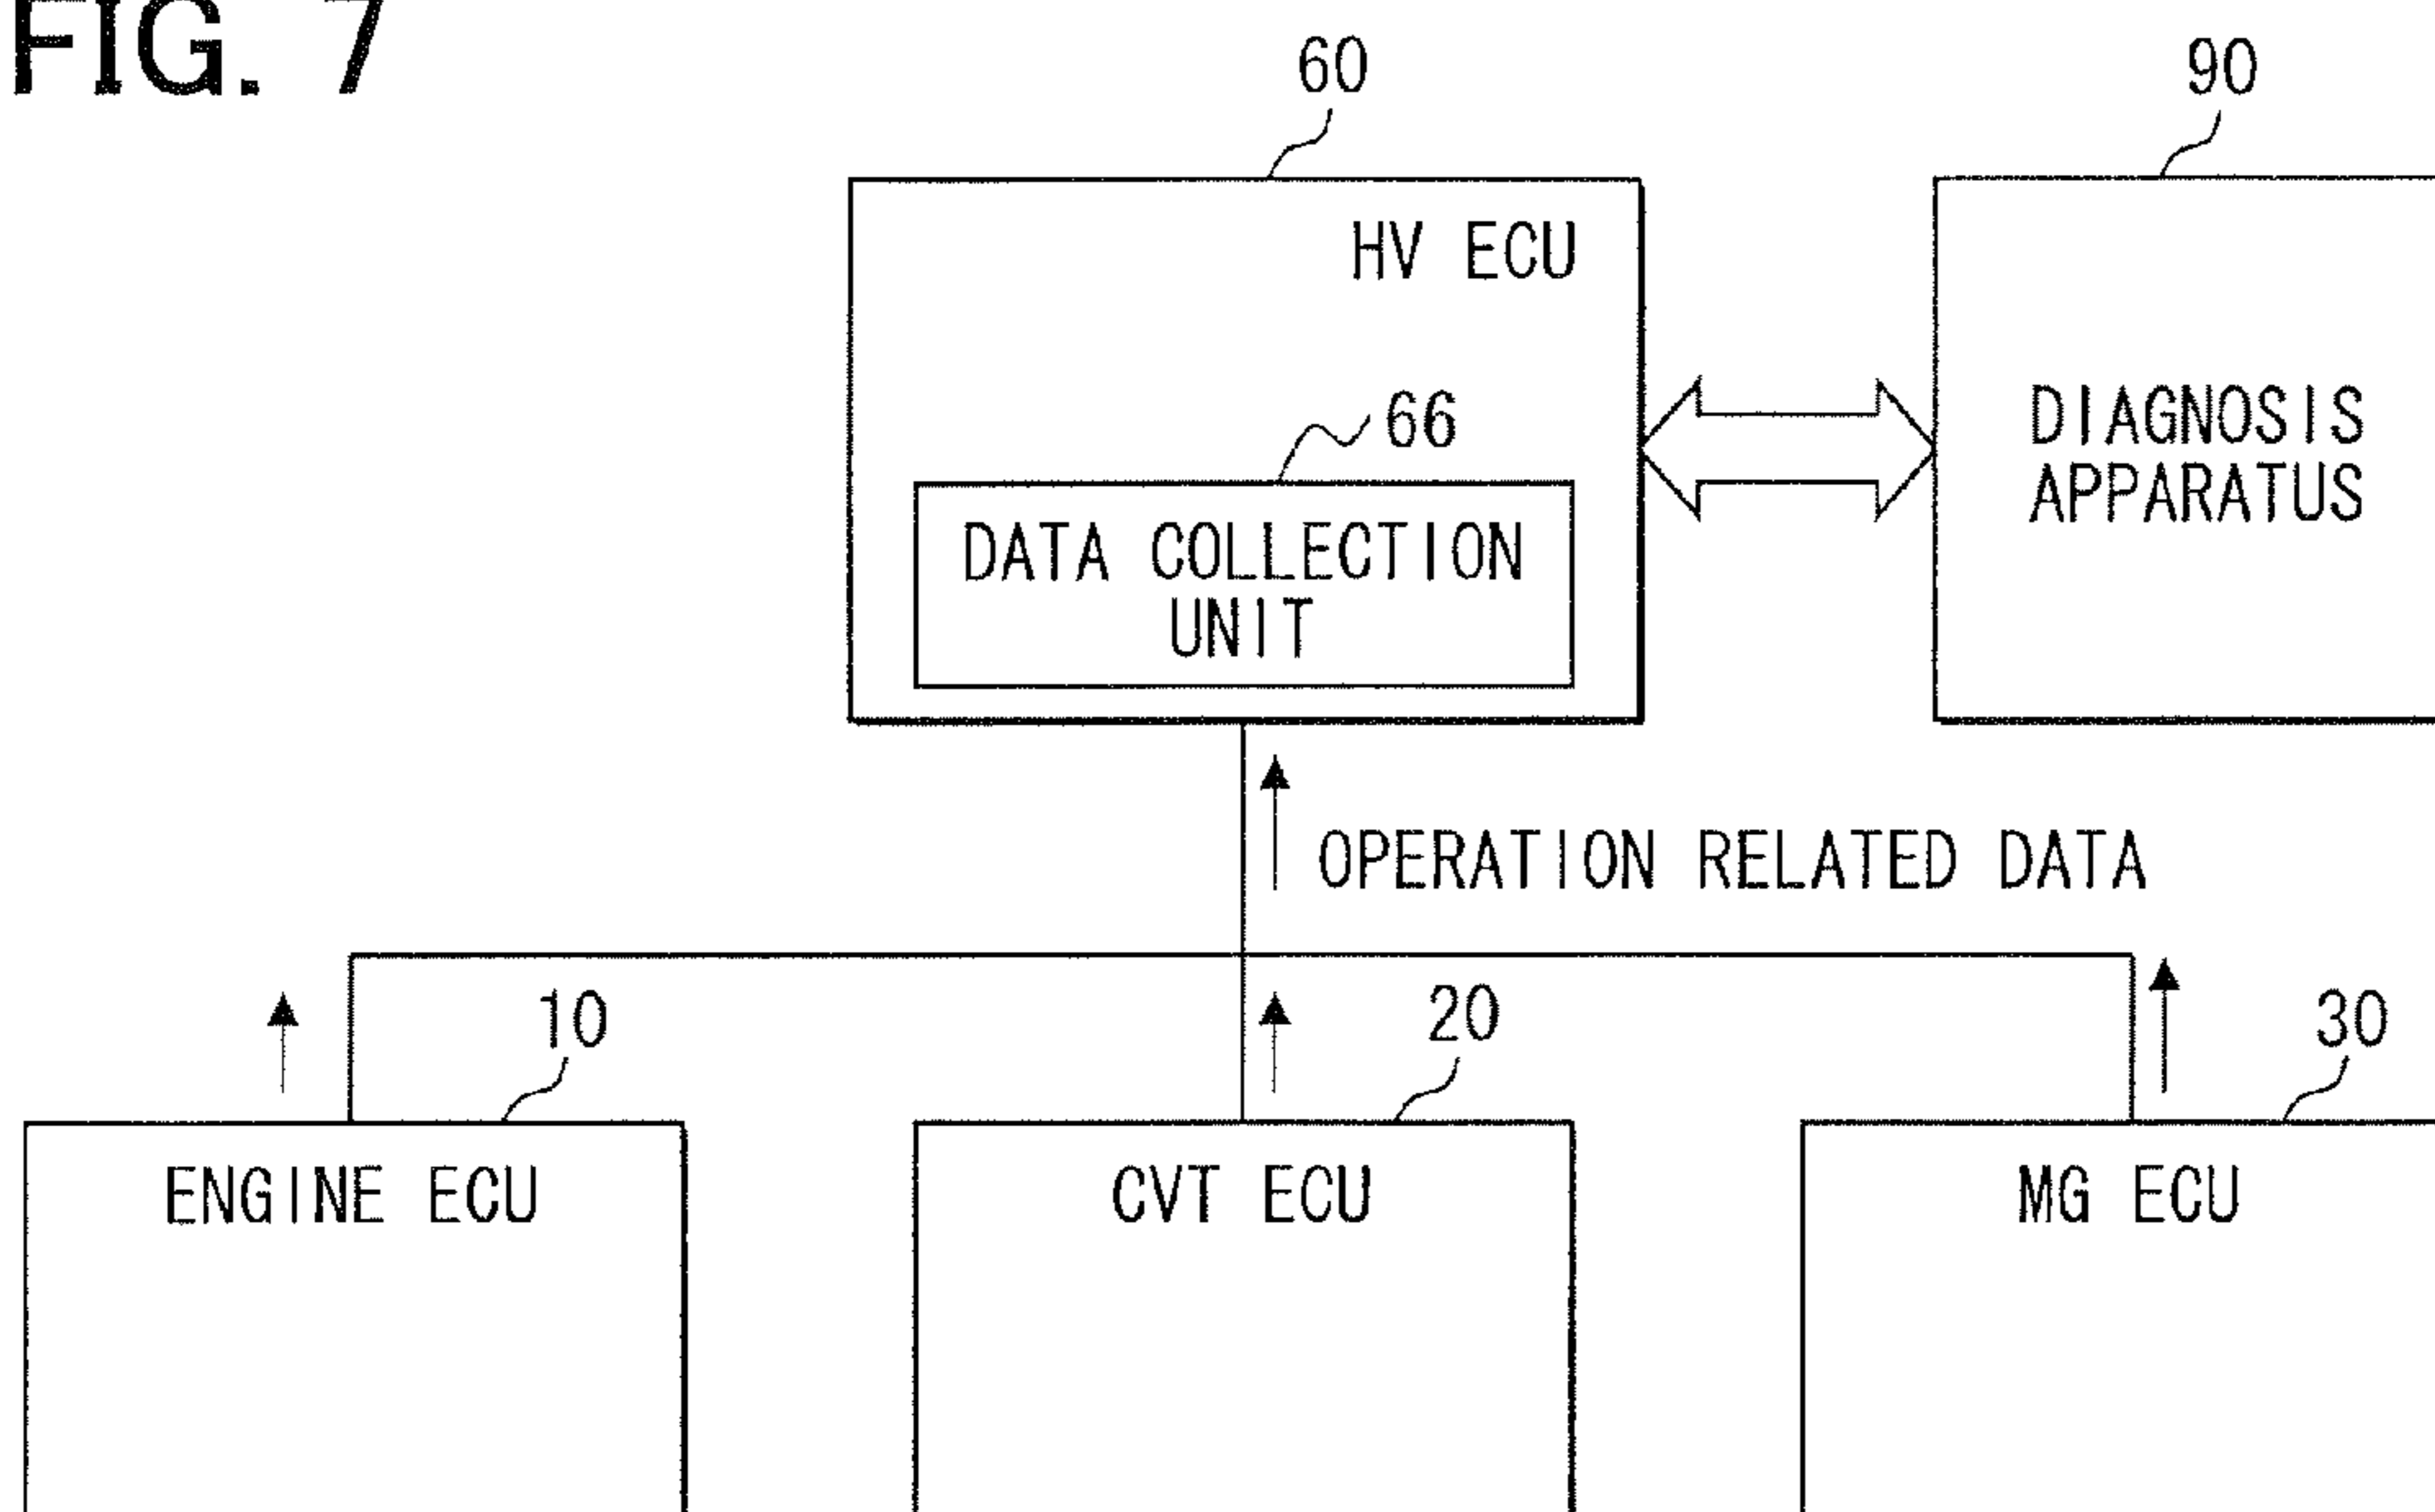 FIG. 7
60
90
HV ECU
66
DATA COLLECTION
UNIT
DIAGNOSIS
APPARATUS
OPERATION RELATED DATA
10
20
30
ENGINE ECU
CVT ECU
MG ECU